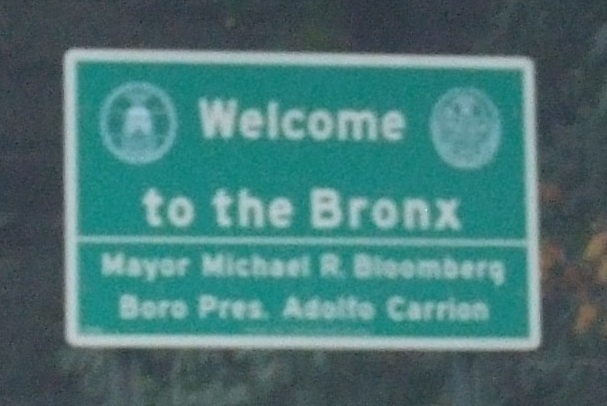 Welcome
to the Bronx
Mayor Michael R. Bloomberg
Boro Pres. Adolfo Carrion